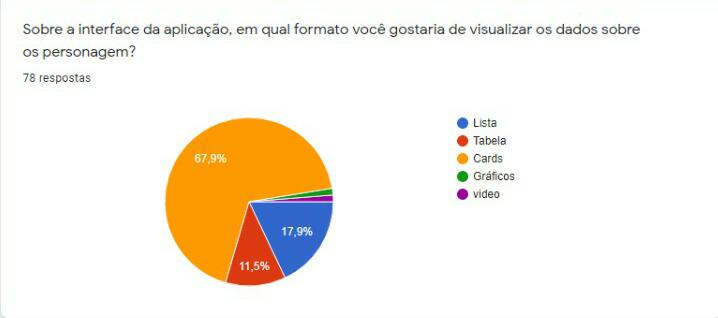 Sobre a interface da aplicação, em qual formato você gostaria de visualizar os dados sobre
os personagem?
78 respostas
Lista
Tabela
Cards
Gráficos
video
67,9%
17,9%
11,5%